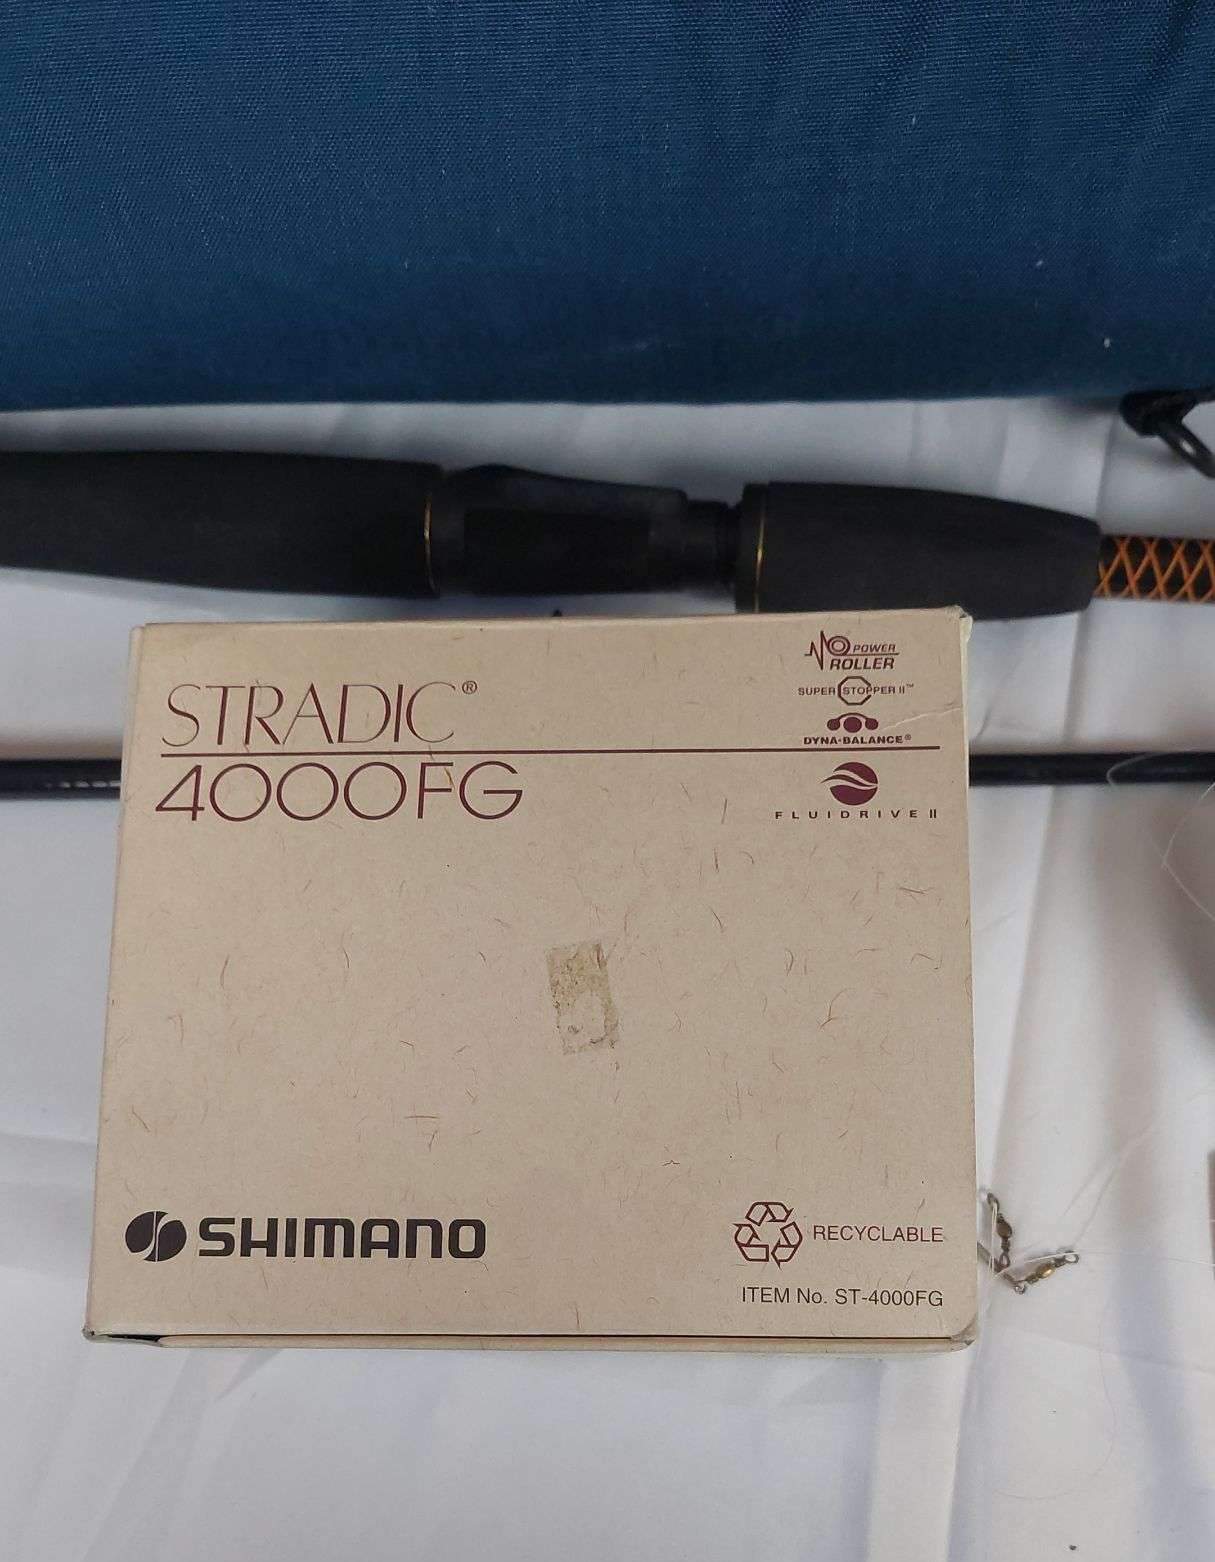 STRADIC®
4000FG
POWER
ROLLER
SUPER STOPPER II™
DYNA-BALANCE®
FLUIDRIVE II
SHIMANO
RECYCLABLE
ITEM No. ST-4000FG